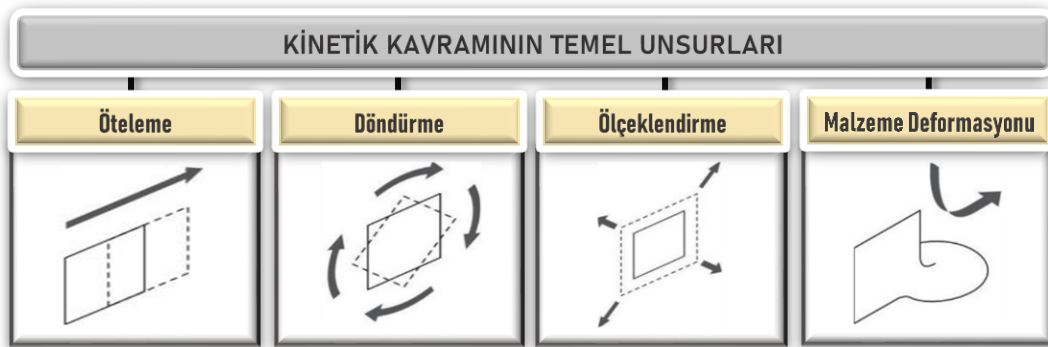 KİNETİK KAVRAMININ TEMEL UNSURLARI
Öteleme
Döndürme
Ölçeklendirme
Malzeme Deformasyonu